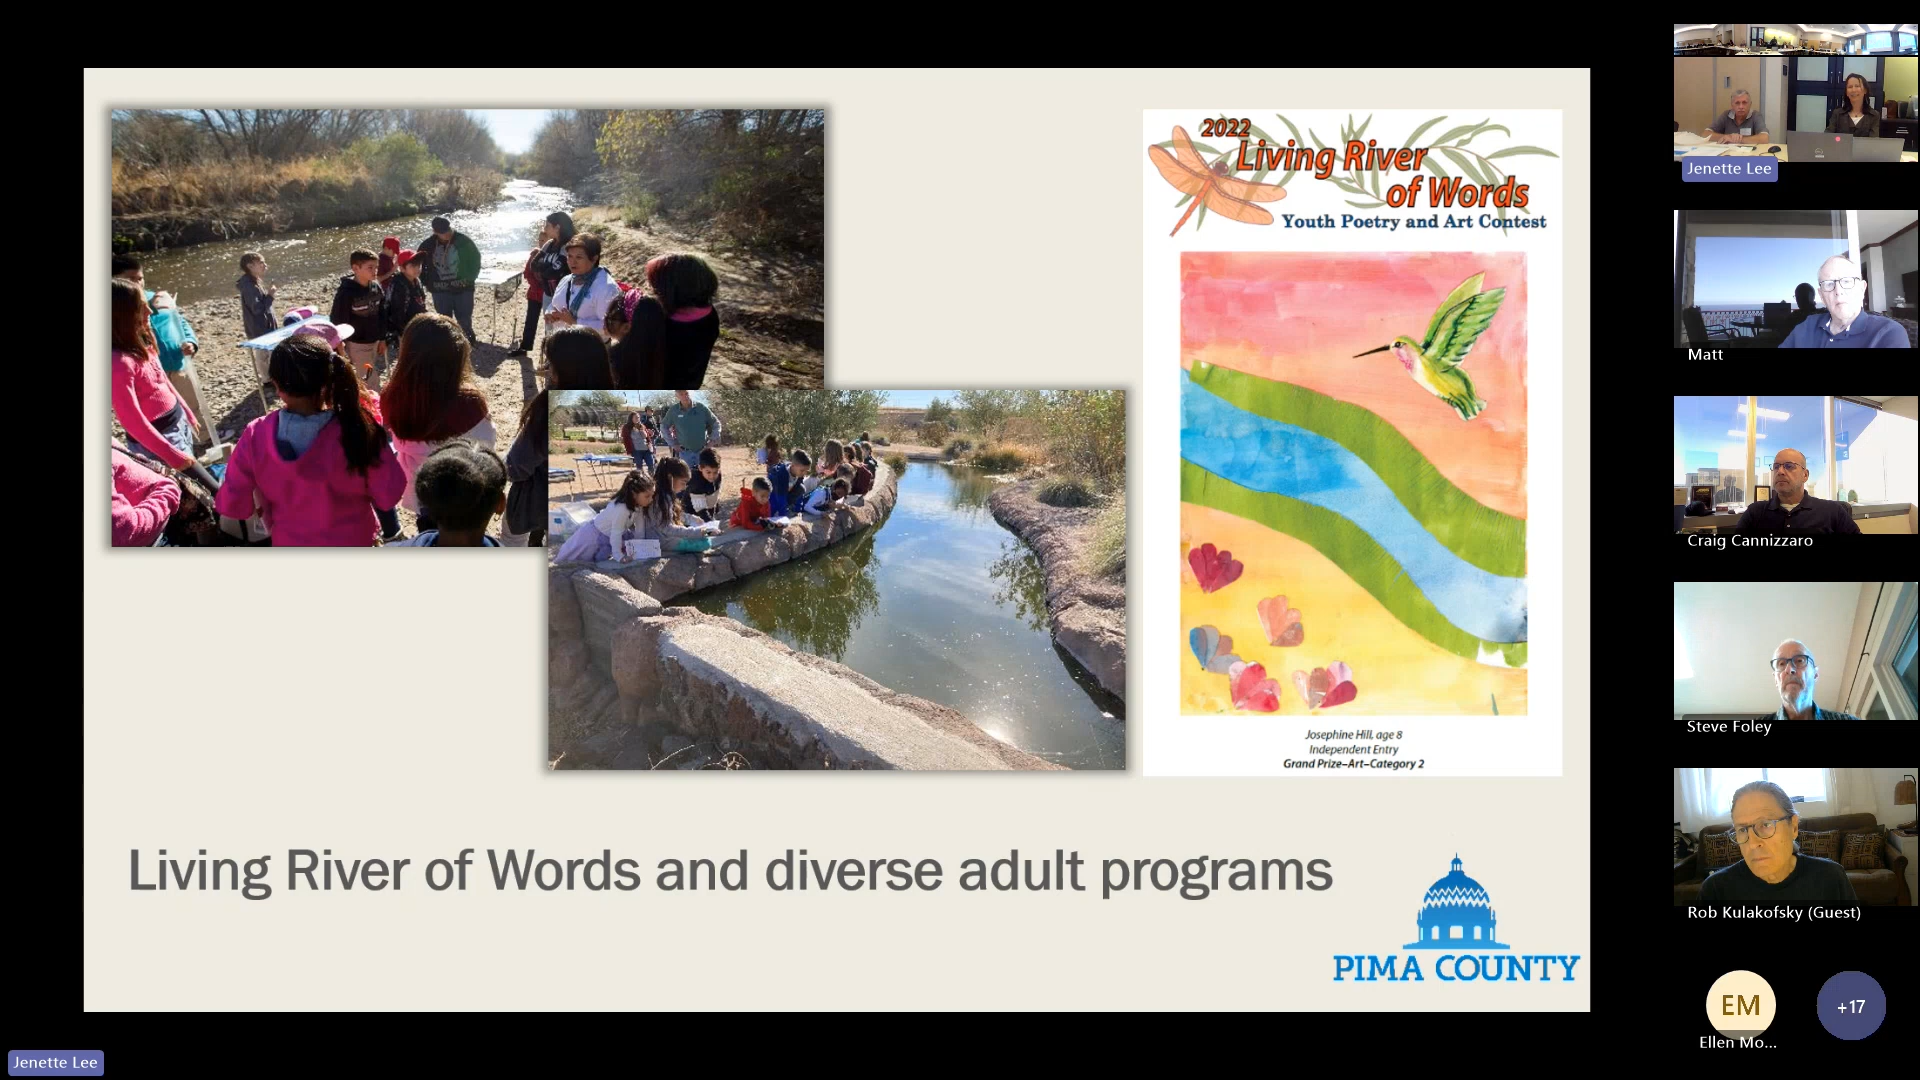 2022
Living River
of Words
Youth Poetry and Art Contest
Josephine Hill, age 8
Independent Entry
Grand Prize–Art–Category 2
Living River of Words and diverse adult programs
PIMA COUNTY
Jenette Lee
Matt
Craig Cannizzaro
Steve Foley
Rob Kulakofsky (Guest)
EM
+17
Ellen Mo...
Jenette Lee